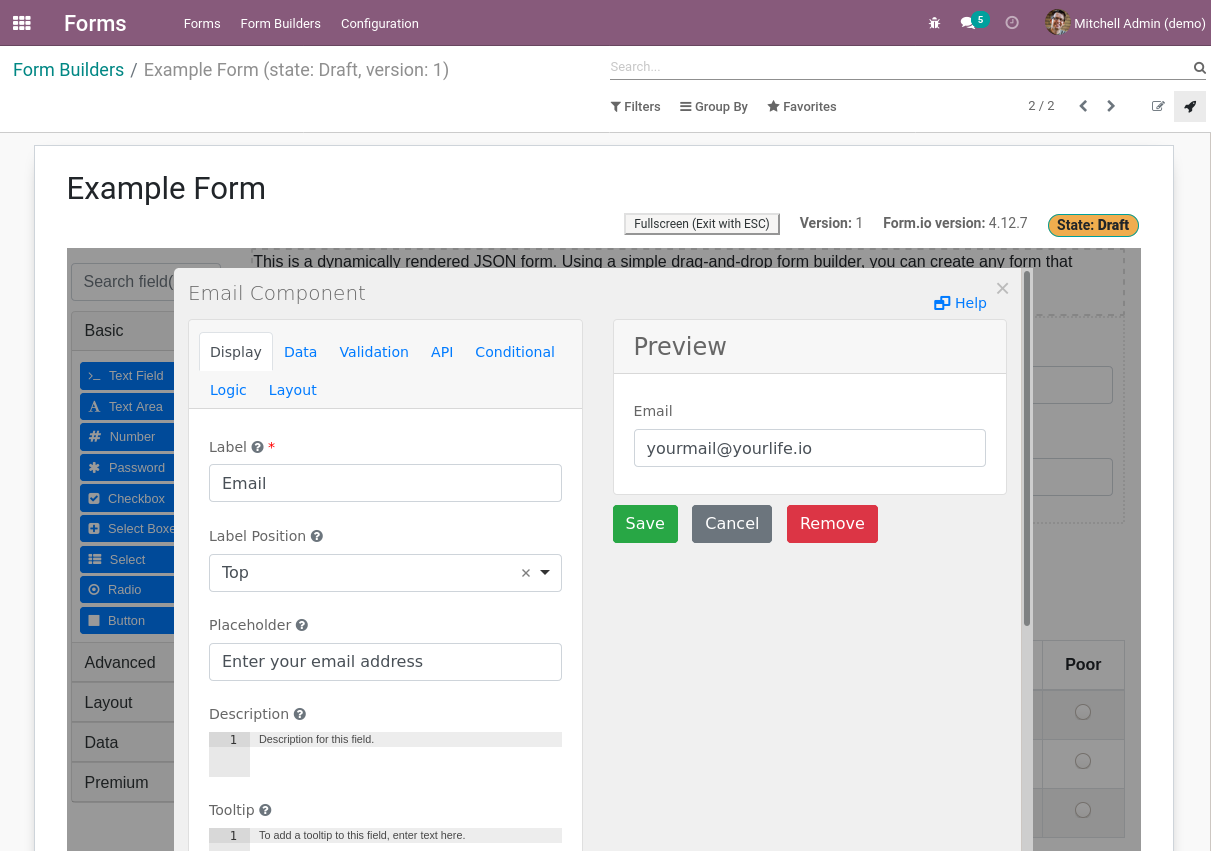 Forms
Forms Form Builders Configuration
5
Mitchell Admin (demo)
Form Builders / Example Form (state: Draft, version: 1)
Search...
Filters Group By Favorites
2 / 2
Example Form
Fullscreen (Exit with ESC) Version: 1 Form.io version: 4.12.7 State: Draft
This is a dynamically rendered JSON form. Using a simple drag-and-drop form builder, you can create any form that
Search field(
Basic
Text Field
Text Area
Number
Password
Checkbox
Select Boxe
Select
Radio
Button
Advanced
Layout
Data
Premium
Email Component
×
Help
Display Data Validation API Conditional
Logic Layout
Label *
Email
Label Position
Top ×
Placeholder
Enter your email address
Description
1 Description for this field.
Tooltip
1 To add a tooltip to this field, enter text here.
Preview
Email
yourmail@yourlife.io
Save Cancel Remove
Poor